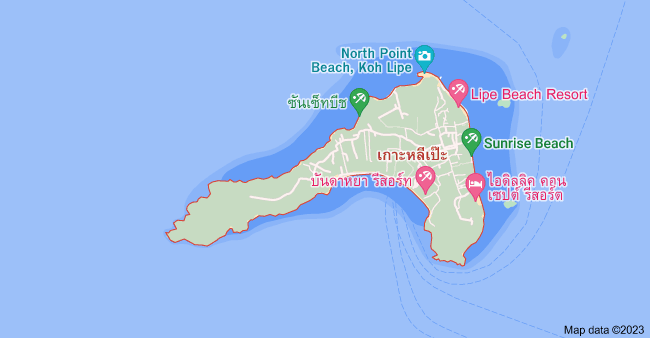 North Point
Beach, Koh Lipe
Lipe Beach Resort
ซันเซ็ทบีช
Sunrise Beach
เกาะหลีเป๊ะ
บันดาหยา รีสอร์ท
ไอดิลลิค คอน
เซปต์ รีสอร์ต
Map data ©2023